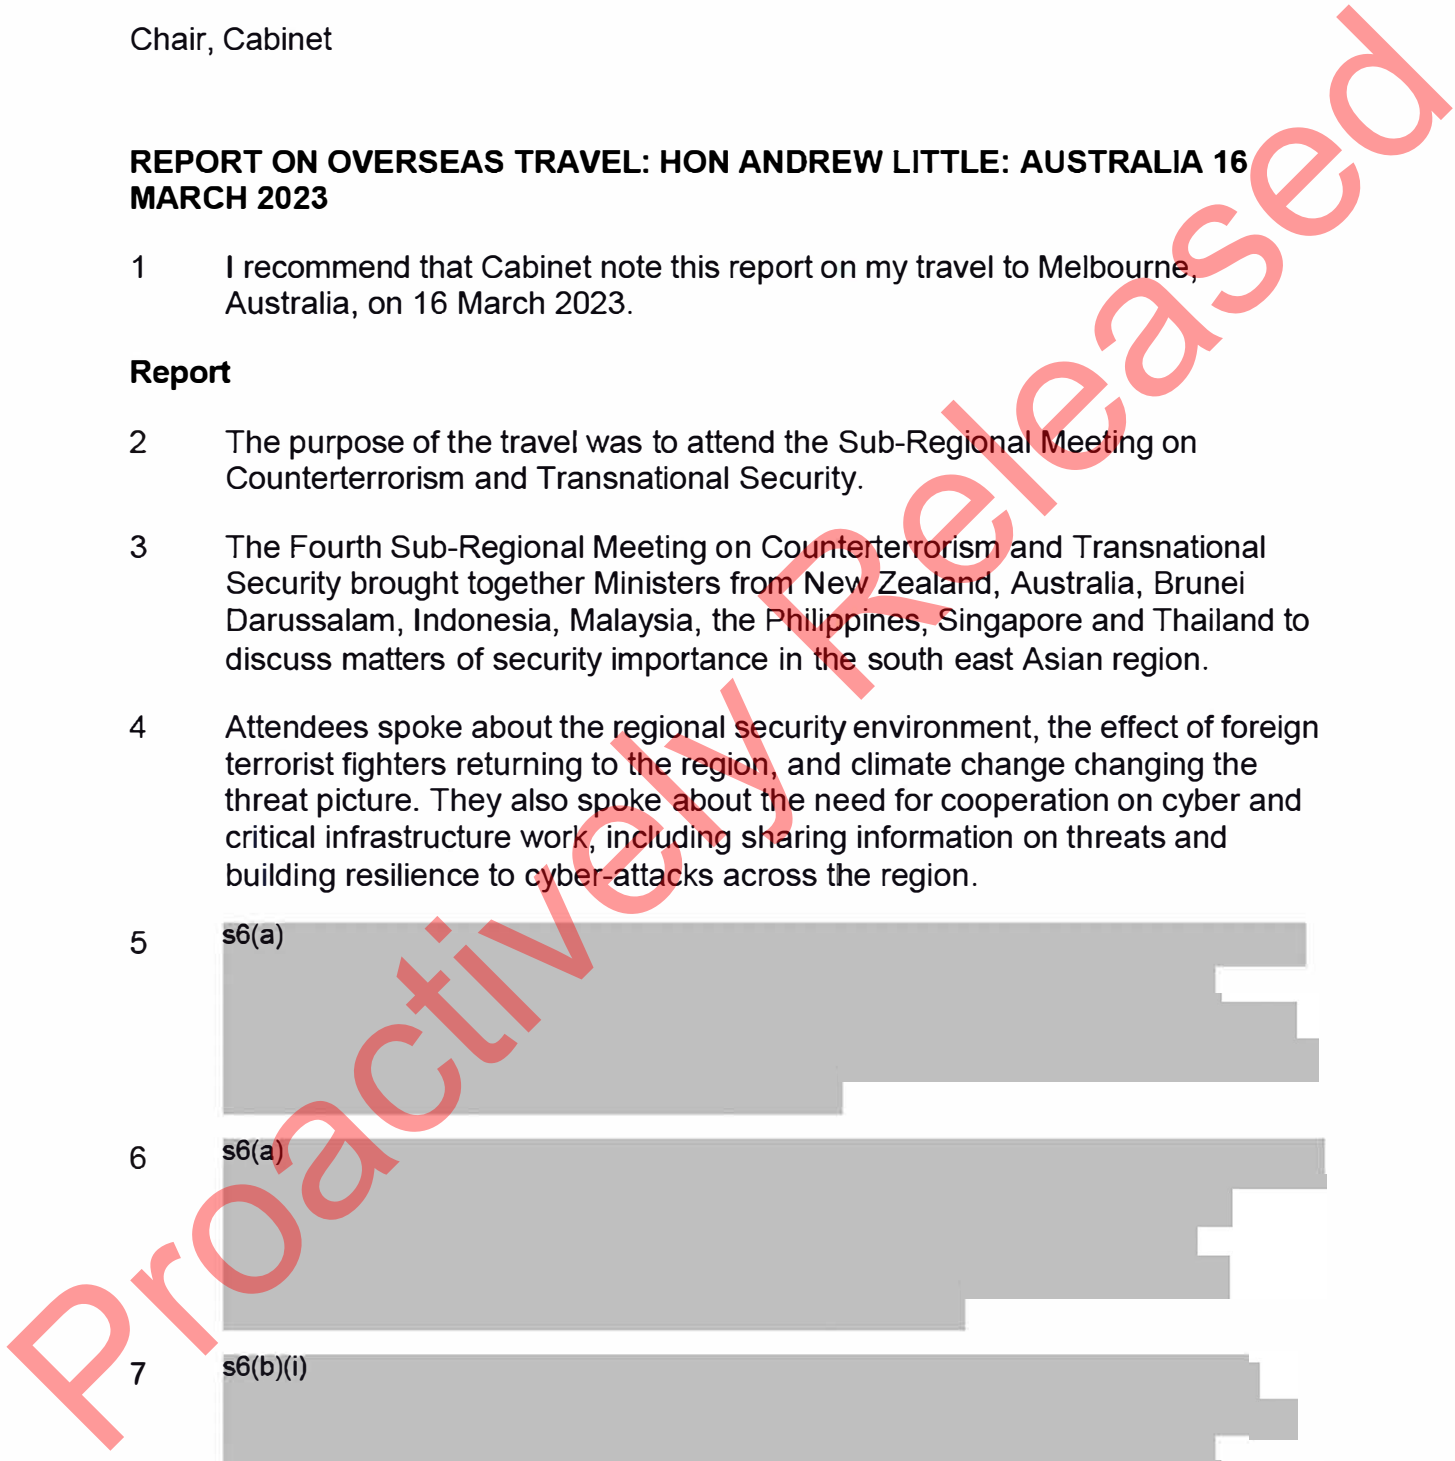 Chair, Cabinet
REPORT ON OVERSEAS TRAVEL: HON ANDREW LITTLE: AUSTRALIA 16
MARCH 2023
1 I recommend that Cabinet note this report on my travel to Melbourne,
Australia, on 16 March 2023.
Report
2 The purpose of the travel was to attend the Sub-Regional Meeting on
Counterterrorism and Transnational Security.
3 The Fourth Sub-Regional Meeting on Counterterrorism and Transnational
Security brought together Ministers from New Zealand, Australia, Brunei
Darussalam, Indonesia, Malaysia, the Philippines, Singapore and Thailand to
discuss matters of security importance in the south east Asian region.
4 Attendees spoke about the regional security environment, the effect of foreign
terrorist fighters returning to the region, and climate change changing the
threat picture. They also spoke about the need for cooperation on cyber and
critical infrastructure work, including sharing information on threats and
building resilience to cyber-attacks across the region.
5 s6(a)
6 s6(a)
7 s6(b)(i)
Proactively Released